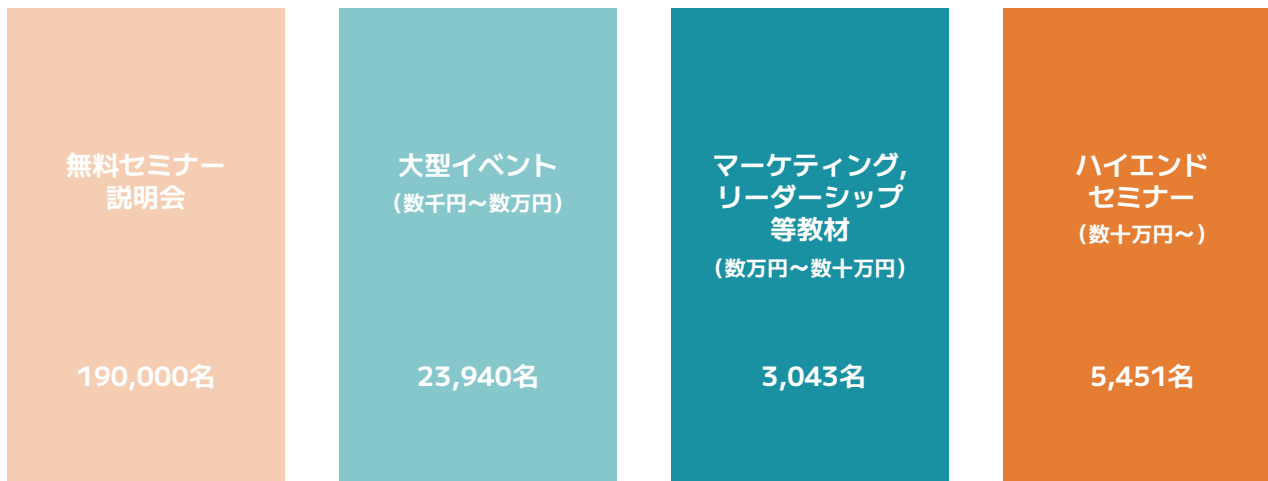 無料セミナー
説明会
190,000名
大型イベント
（数千円～数万円）
23,940名
マーケティング,
リーダーシップ
等教材
（数万円～数十万円）
3,043名
ハイエンド
セミナー
（数十万円～）
5,451名